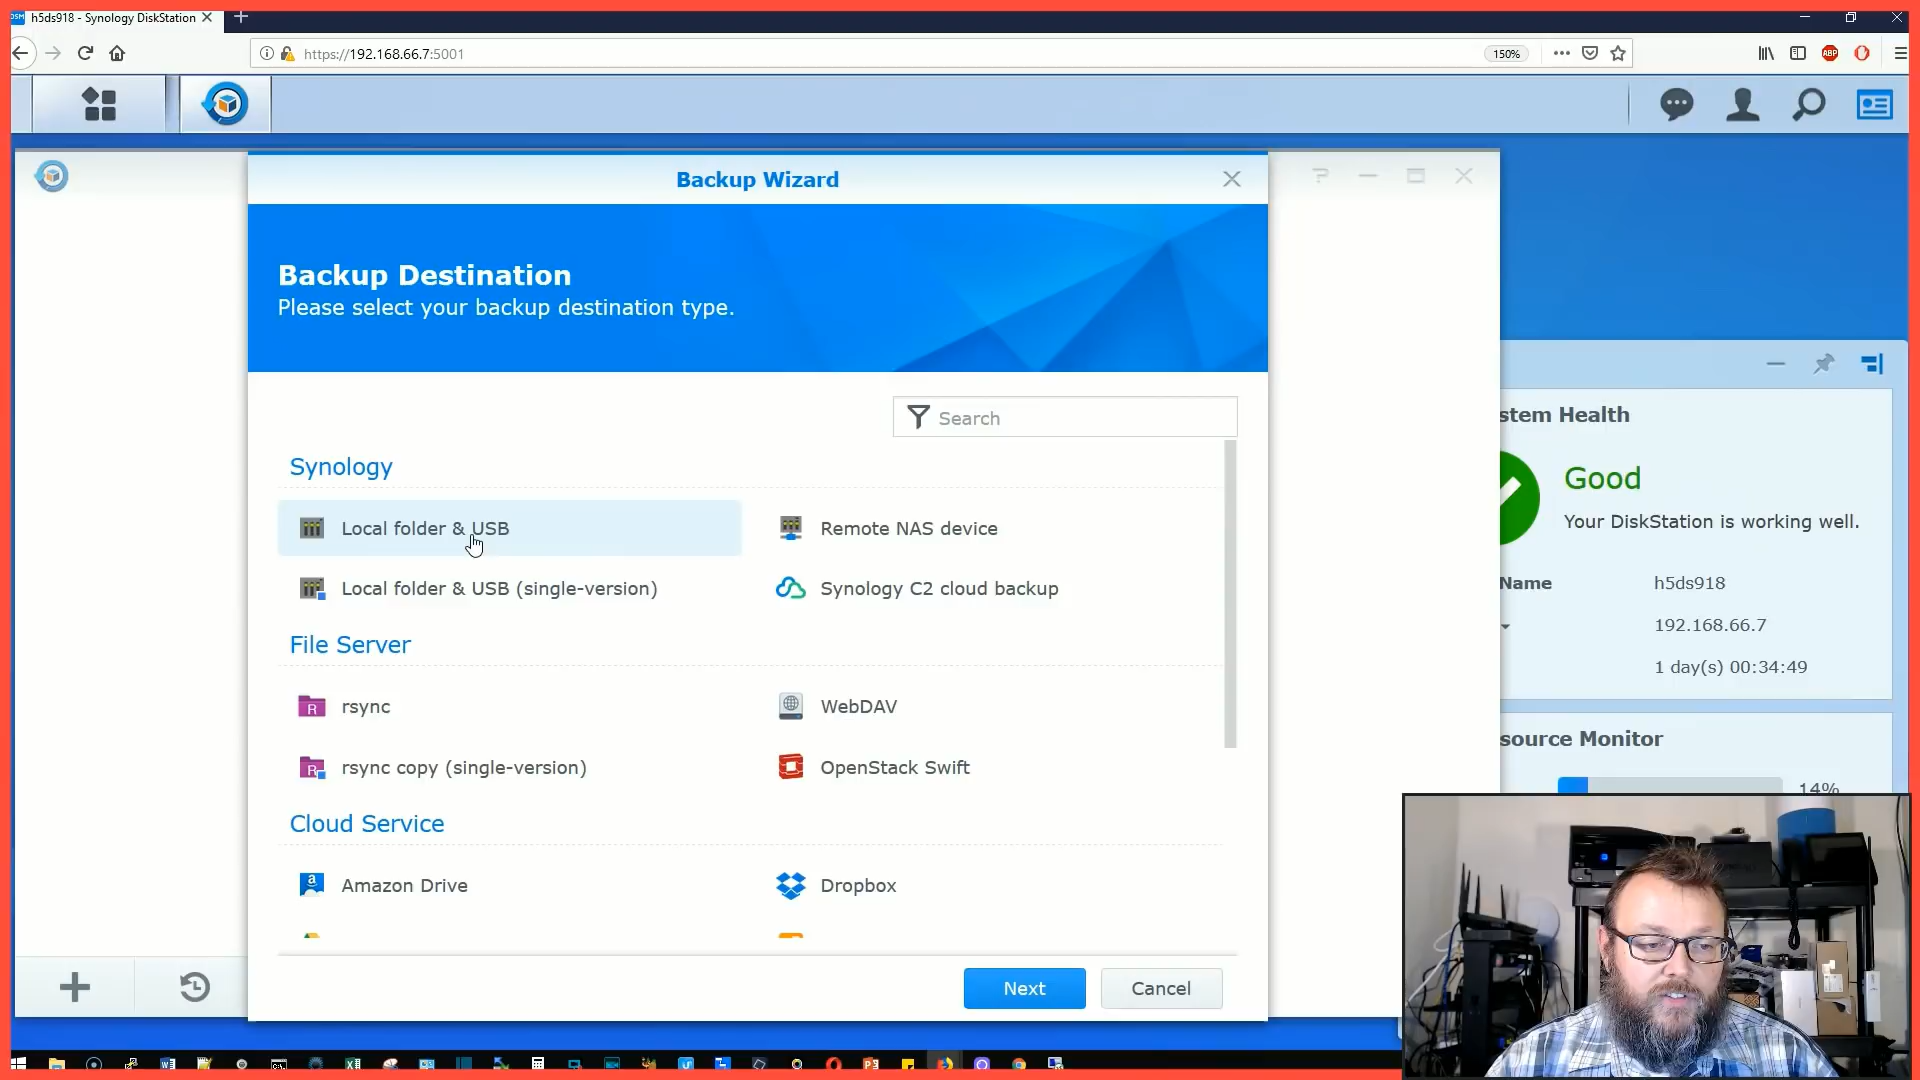 h5ds918 - Synology DiskStation
https://192.168.66.7:5001
150%
ABP
Backup Wizard
Backup Destination
Please select your backup destination type.
Search
Synology
Local folder & USB
Remote NAS device
Local folder & USB (single-version)
Synology C2 cloud backup
File Server
rsync
WebDAV
rsync copy (single-version)
OpenStack Swift
Cloud Service
Amazon Drive
Dropbox
Next
Cancel
stem Health
Good
Your DiskStation is working well.
Name
h5ds918
192.168.66.7
1 day(s) 00:34:49
source Monitor
14%